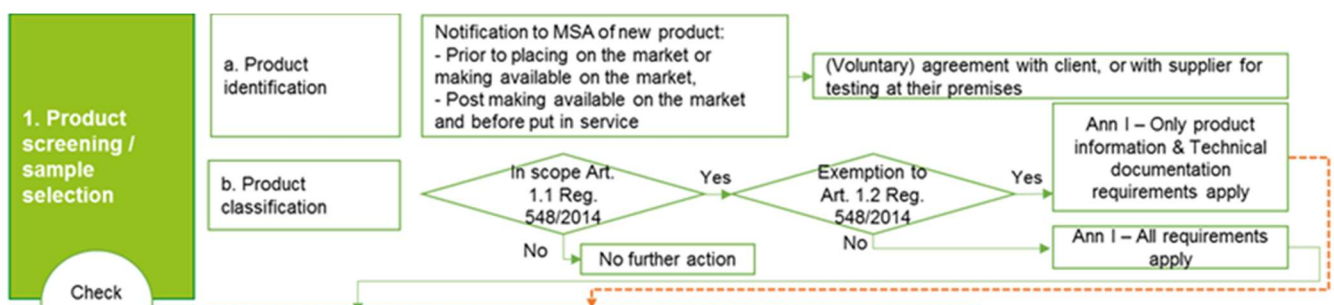 1. Product
screening /
sample
selection
a. Product
identification
Notification to MSA of new product:
- Prior to placing on the market or
making available on the market,
- Post making available on the market
and before put in service
(Voluntary) agreement with client, or with supplier for
testing at their premises
b. Product
classification
In scope Art.
1.1 Reg.
548/2014
Yes
No
No further action
Exemption to
Art. 1.2 Reg.
548/2014
Yes
No
Ann I – Only product
information & Technical
documentation
requirements apply
Ann I – All requirements
apply
Check